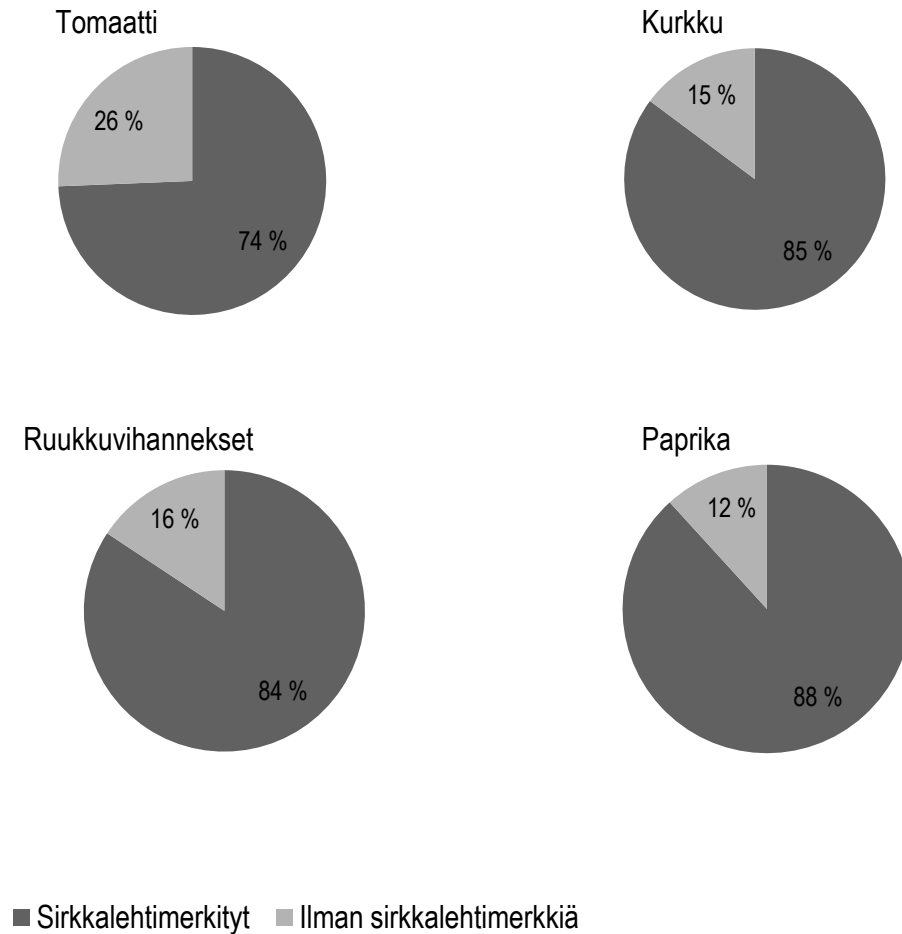 Tomaatti
26 %
74 %
Kurkku
15 %
85 %
Ruukkuvihannekset
16 %
84 %
Paprika
12 %
88 %
Sirkkalehtimerkityt
Ilman sirkkalehtimerkkiä